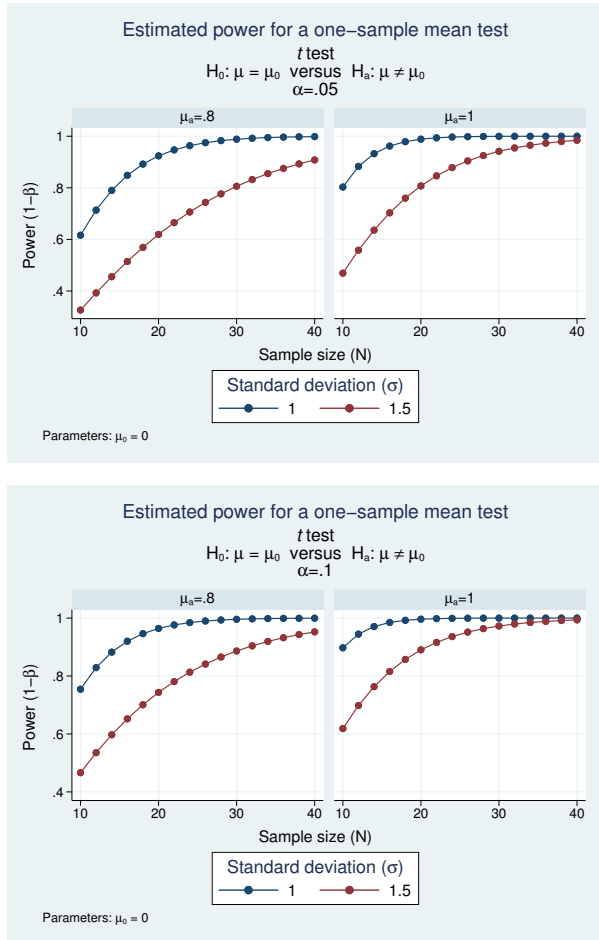 Estimated power for a one−sample mean test
t test
H₀: μ = μ₀ versus Hₐ: μ ≠ μ₀
α=.05
μₐ=.8
μₐ=1
1
.8
.6
.4
Power (1−β)
10 20 30 40 10 20 30 40
Sample size (N)
Standard deviation (σ)
1 1.5
Parameters: μ₀ = 0
Estimated power for a one−sample mean test
t test
H₀: μ = μ₀ versus Hₐ: μ ≠ μ₀
α=.1
μₐ=.8
μₐ=1
1
.8
.6
.4
Power (1−β)
10 20 30 40 10 20 30 40
Sample size (N)
Standard deviation (σ)
1 1.5
Parameters: μ₀ = 0